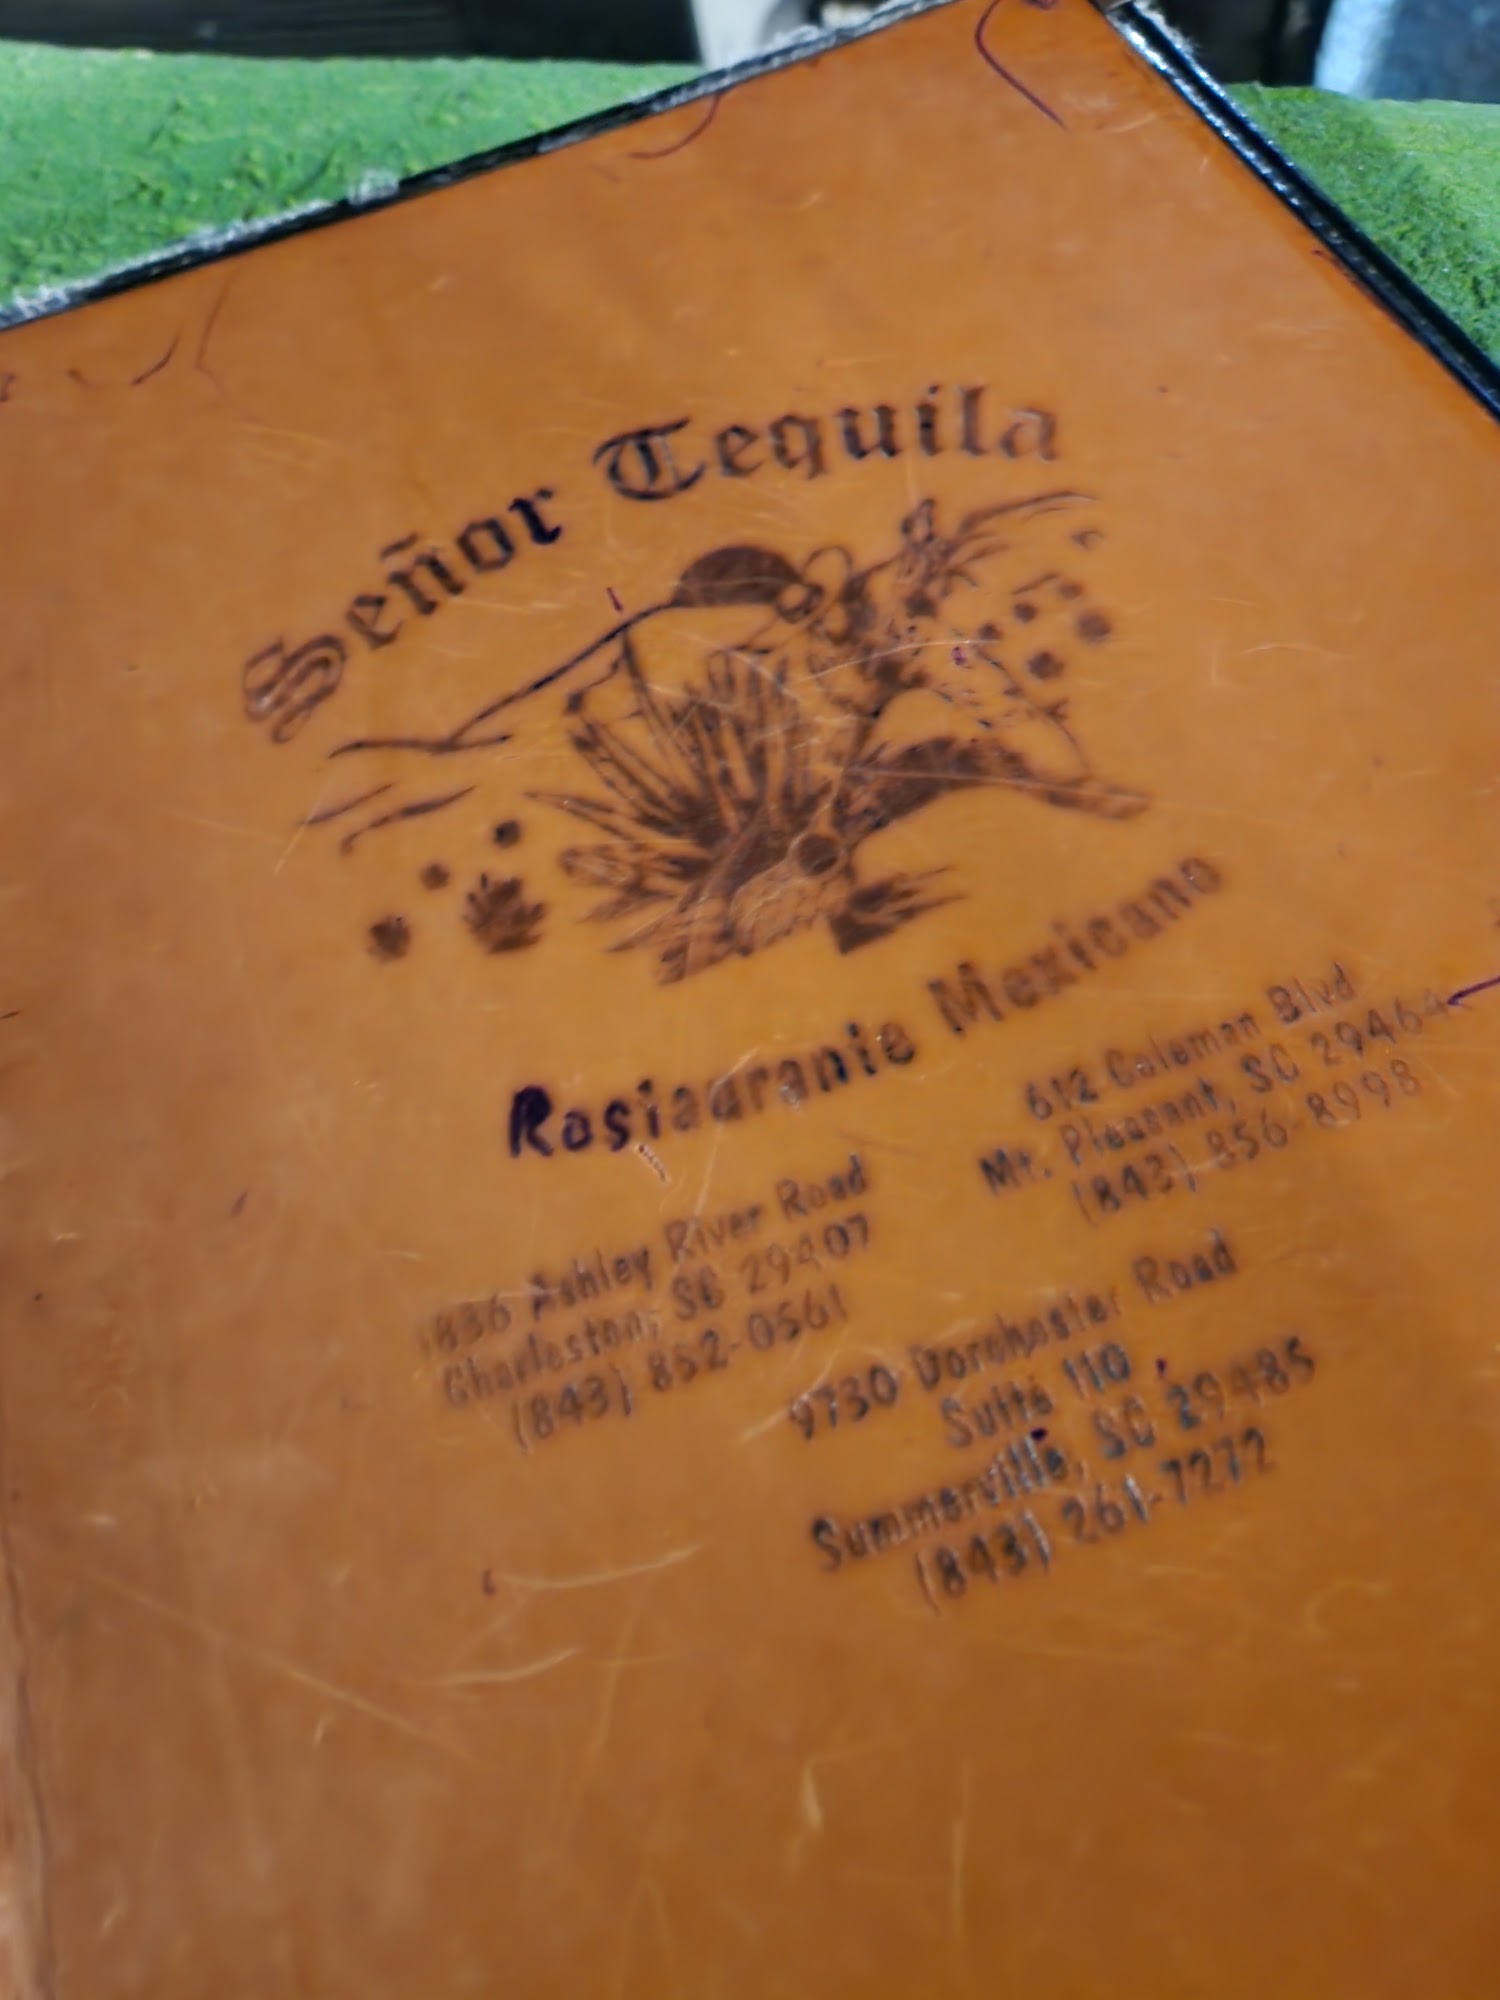 Señor Tequila
Restaurante Mexicano
612 Coleman Blvd
Mt. Pleasant, SC 29464
(843) 856-8998
1836 Ashley River Road
Charleston, SC 29407
(843) 852-0561
9730 Dorchester Road
Suite 110
Summerville, SC 29485
(843) 261-7272